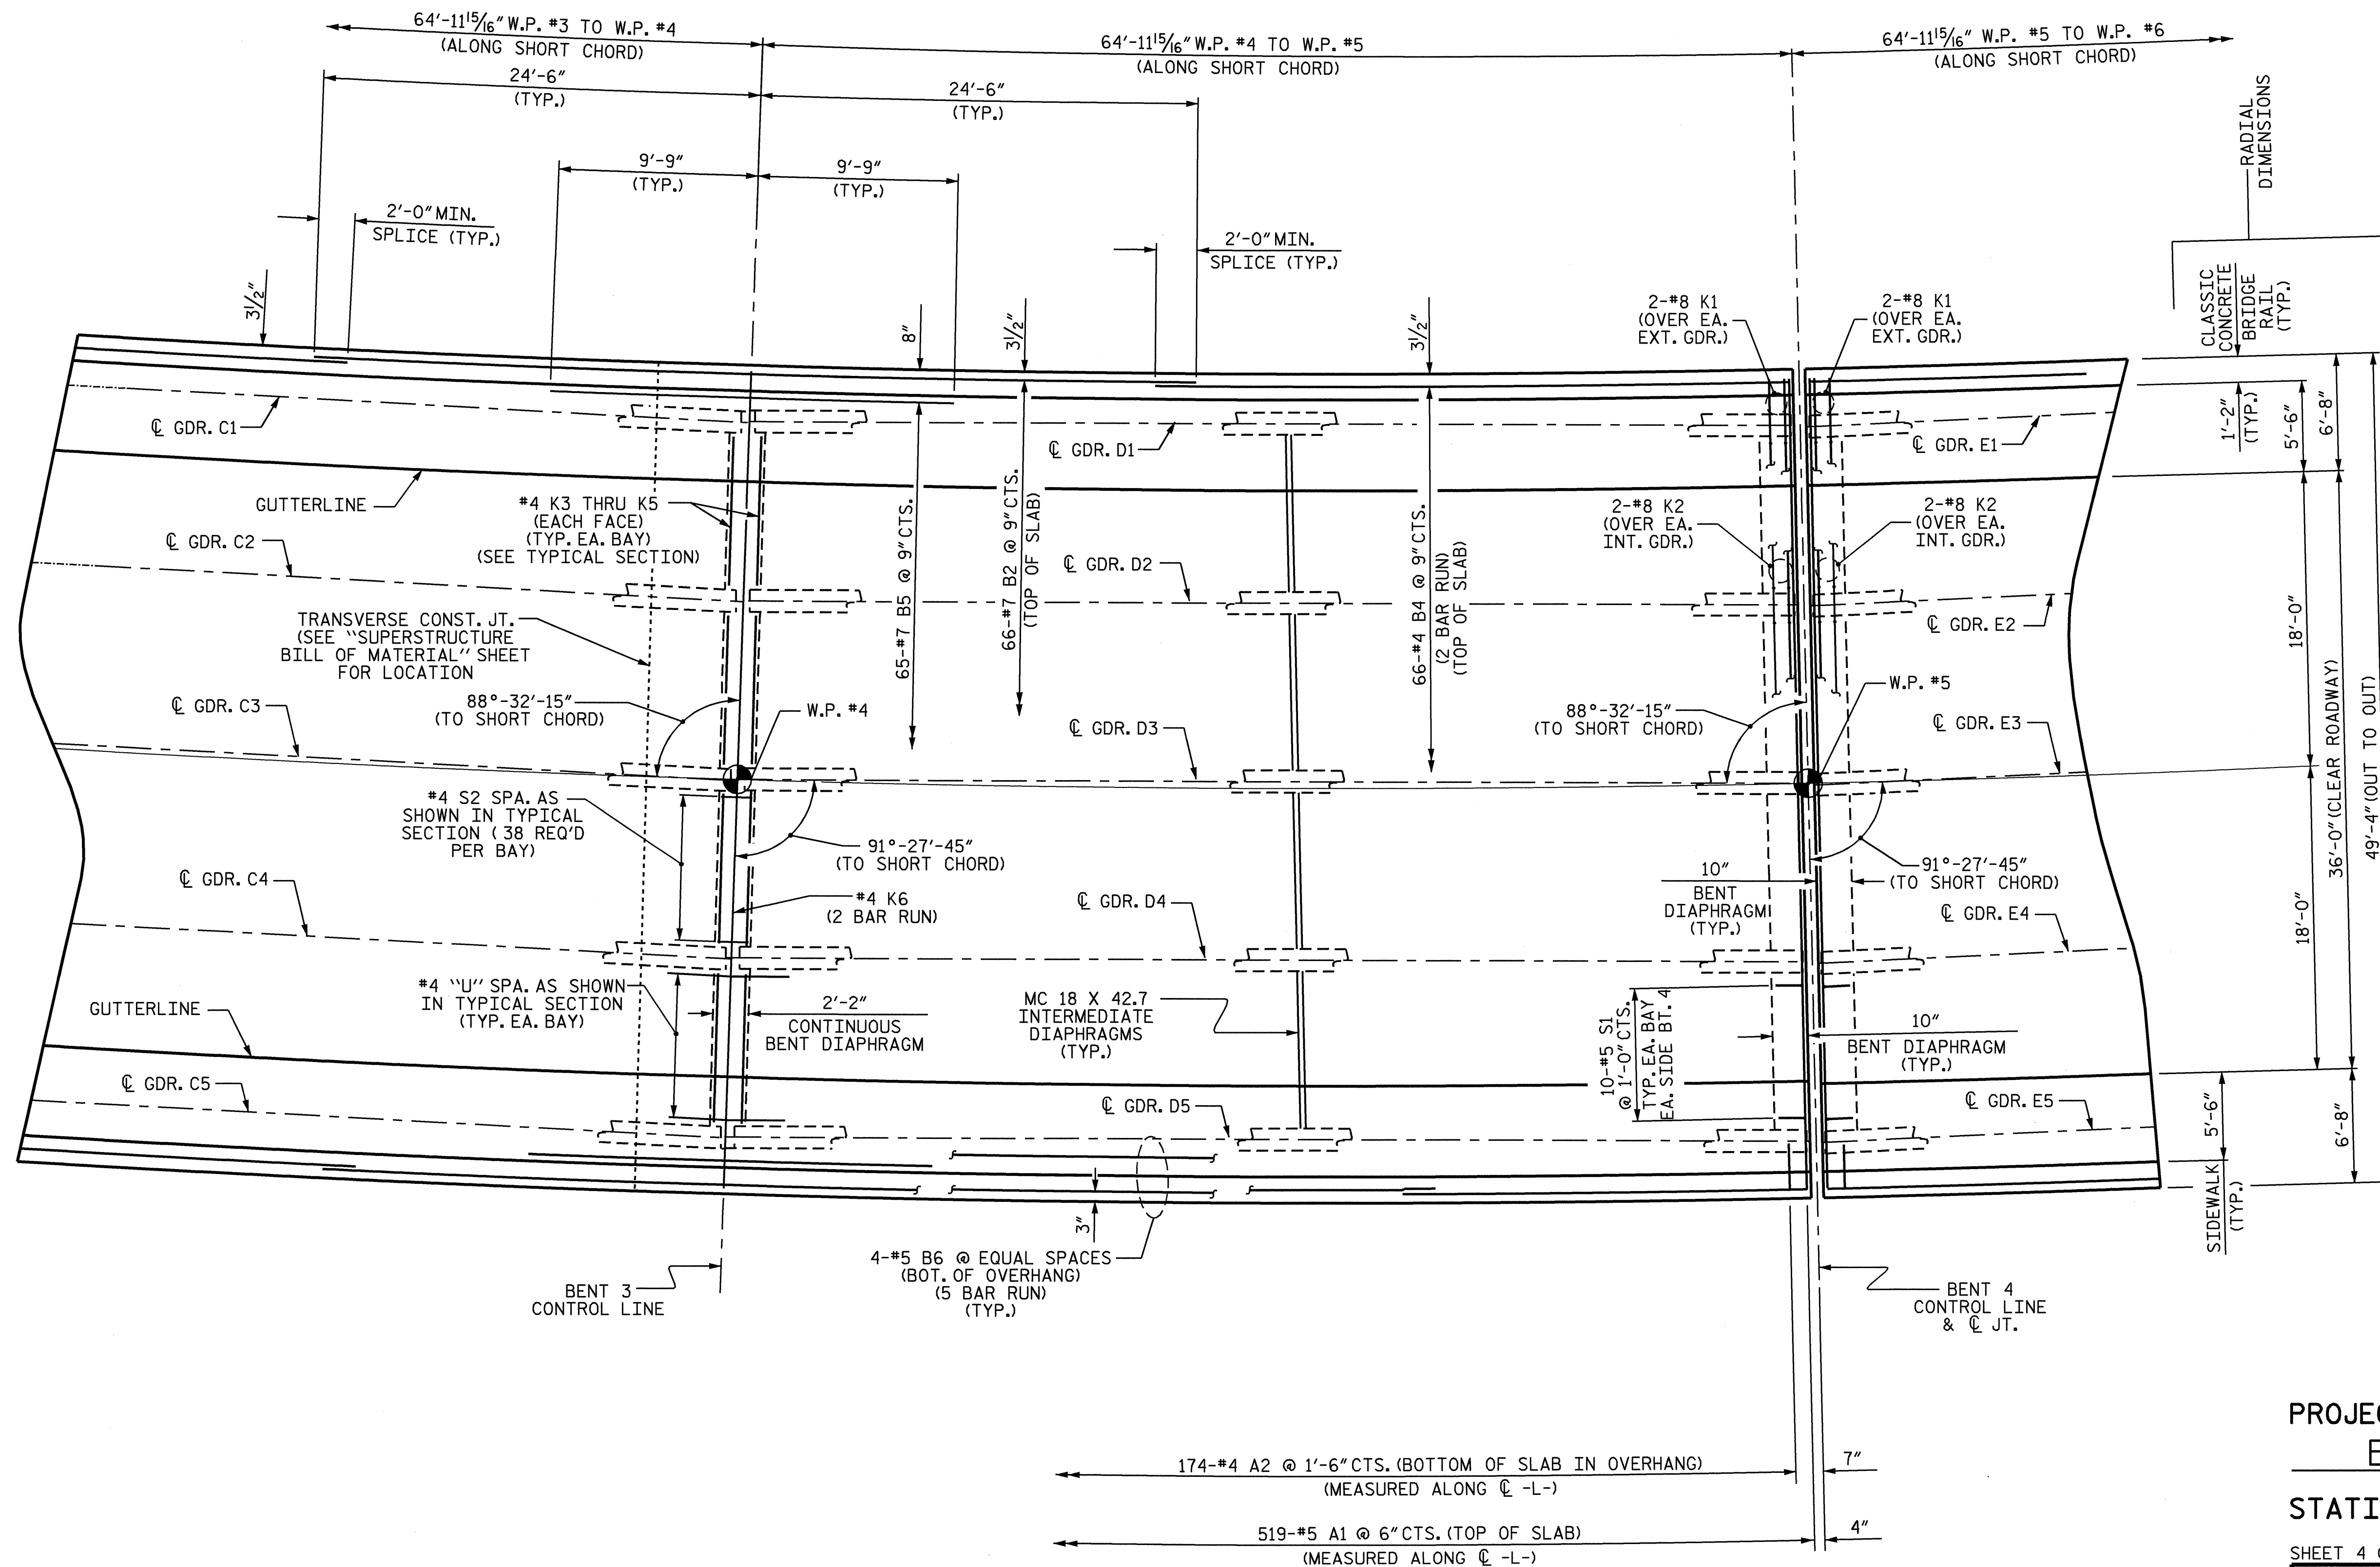 64'-11 15/16" W.P. #3 TO W.P. #4
(ALONG SHORT CHORD)
64'-11 15/16" W.P. #4 TO W.P. #5
(ALONG SHORT CHORD)
64'-11 15/16" W.P. #5 TO W.P. #6
(ALONG SHORT CHORD)
24'-6"
(TYP.)
24'-6"
(TYP.)
9'-9"
(TYP.)
9'-9"
(TYP.)
2'-0" MIN.
SPLICE (TYP.)
2'-0" MIN.
SPLICE (TYP.)
RADIAL
DIMENSIONS
3 1/2"
8"
3 1/2"
3 1/2"
2-#8 K1
(OVER EA.
EXT. GDR.)
2-#8 K1
(OVER EA.
EXT. GDR.)
CLASSIC
CONCRETE
BRIDGE
RAIL
(TYP.)
1'-2"
(TYP.)
5'-6"
6'-8"
℄ GDR. C1
℄ GDR. D1
℄ GDR. E1
GUTTERLINE
#4 K3 THRU K5
(EACH FACE)
(TYP. EA. BAY)
(SEE TYPICAL SECTION)
65-#7 B5 @ 9" CTS.
66-#7 B2 @ 9" CTS.
(TOP OF SLAB)
66-#4 B4 @ 9" CTS.
(2 BAR RUN)
(TOP OF SLAB)
2-#8 K2
(OVER EA.
INT. GDR.)
2-#8 K2
(OVER EA.
INT. GDR.)
℄ GDR. C2
℄ GDR. D2
℄ GDR. E2
TRANSVERSE CONST. JT.
(SEE "SUPERSTRUCTURE
BILL OF MATERIAL" SHEET
FOR LOCATION
88°-32'-15"
(TO SHORT CHORD)
W.P. #4
88°-32'-15"
(TO SHORT CHORD)
W.P. #5
℄ GDR. C3
℄ GDR. D3
℄ GDR. E3
18'-0"
18'-0"
36'-0" (CLEAR ROADWAY)
49'-4" (OUT TO OUT)
#4 S2 SPA. AS
SHOWN IN TYPICAL
SECTION ( 38 REQ'D
PER BAY)
91°-27'-45"
(TO SHORT CHORD)
91°-27'-45"
(TO SHORT CHORD)
10"
BENT
DIAPHRAGM
(TYP.)
℄ GDR. C4
#4 K6
(2 BAR RUN)
℄ GDR. D4
℄ GDR. E4
#4 "U" SPA. AS SHOWN
IN TYPICAL SECTION
(TYP. EA. BAY)
2'-2"
CONTINUOUS
BENT DIAPHRAGM
MC 18 X 42.7
INTERMEDIATE
DIAPHRAGMS
(TYP.)
10-#5 S1
@ 1'-0" CTS.
TYP. EA. BAY
EA. SIDE BT. 4
10"
BENT DIAPHRAGM
(TYP.)
GUTTERLINE
℄ GDR. C5
℄ GDR. D5
℄ GDR. E5
5'-6"
6'-8"
SIDEWALK
(TYP.)
3"
4-#5 B6 @ EQUAL SPACES
(BOT. OF OVERHANG)
(5 BAR RUN)
(TYP.)
BENT 3
CONTROL LINE
BENT 4
CONTROL LINE
& ℄ JT.
174-#4 A2 @ 1'-6" CTS. (BOTTOM OF SLAB IN OVERHANG)
(MEASURED ALONG ℄ -L-)
7"
519-#5 A1 @ 6" CTS. (TOP OF SLAB)
(MEASURED ALONG ℄ -L-)
4"
STATI
SHEET 4